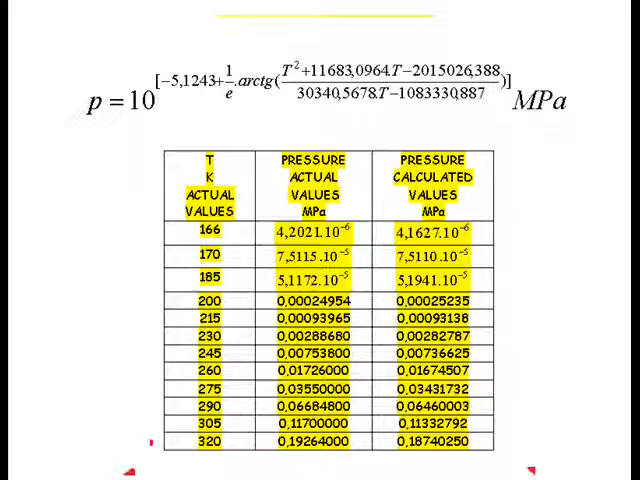 p = 10^[−5,1243+1/e.arctg(T²+11683,0964.T−2015026,388./30340,5678.T−1083330,887)] MPa
T K ACTUAL VALUES | PRESSURE ACTUAL VALUES MPa | PRESSURE CALCULATED VALUES MPa
166 | 4,2021.10⁻⁶ | 4,1627.10⁻⁶
170 | 7,5115.10⁻⁵ | 7,5110.10⁻⁵
185 | 5,1172.10⁻⁵ | 5,1941.10⁻⁵
200 | 0,00024954 | 0,00025235
215 | 0,00093965 | 0,00093138
230 | 0,00288680 | 0,00282787
245 | 0,00753800 | 0,00736625
260 | 0,01726000 | 0,01674507
275 | 0,03550000 | 0,03431732
290 | 0,06684800 | 0,06460003
305 | 0,11700000 | 0,11332792
320 | 0,19264000 | 0,18740250